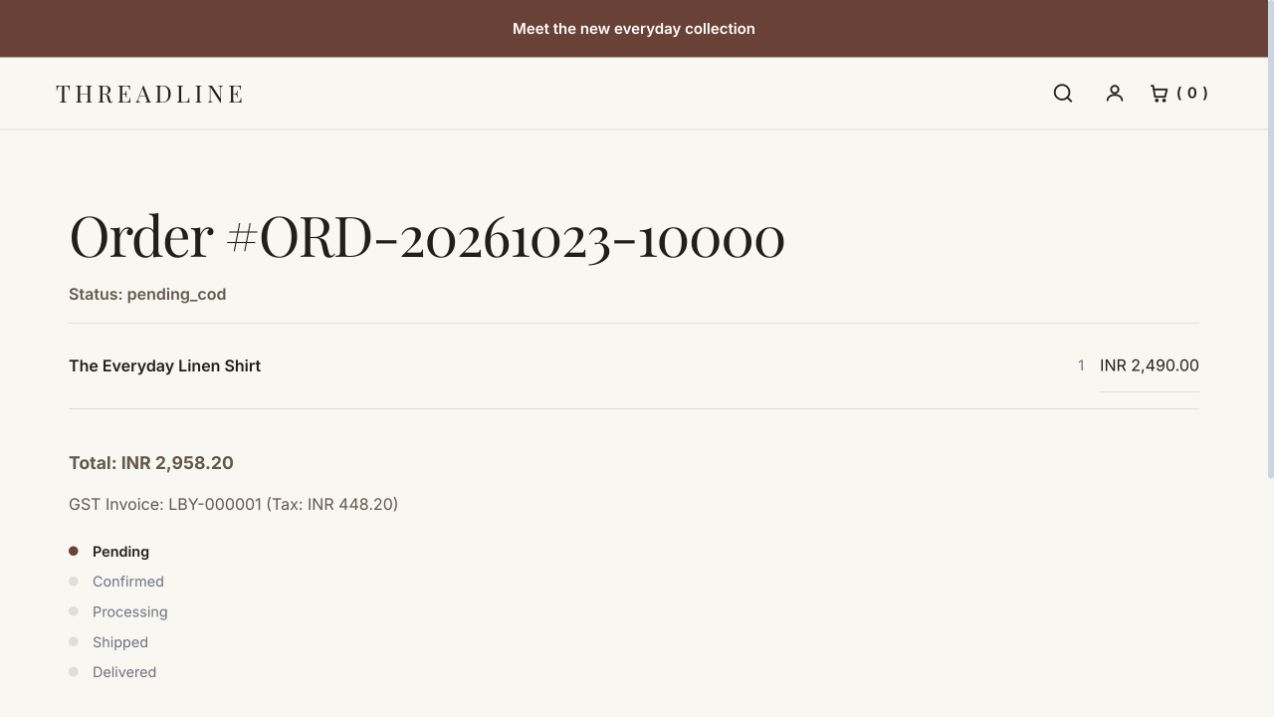 Meet the new everyday collection
THREADLINE
( 0 )
Order #ORD-20261023-10000
Status: pending_cod
The Everyday Linen Shirt 1 INR 2,490.00
Total: INR 2,958.20
GST Invoice: LBY-000001 (Tax: INR 448.20)
Pending
Confirmed
Processing
Shipped
Delivered